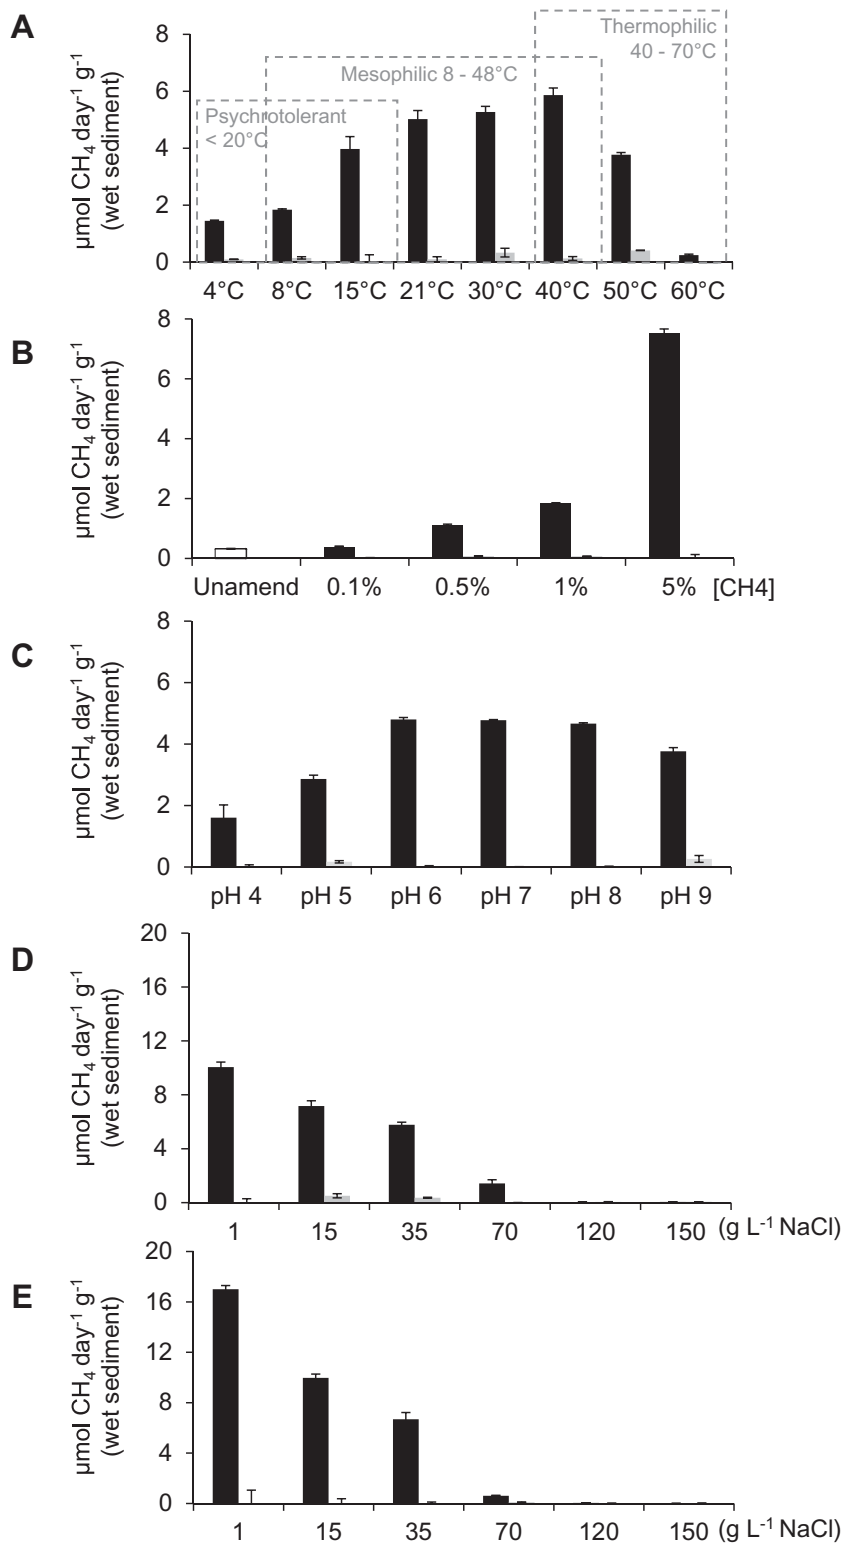 A
8
6
4
2
0
µmol CH₄ day⁻¹ g⁻¹
(wet sediment)
Thermophilic
40 - 70°C
Mesophilic 8 - 48°C
Psychrotolerant
< 20°C
4°C 8°C 15°C 21°C 30°C 40°C 50°C 60°C
B
8
6
4
2
0
µmol CH₄ day⁻¹ g⁻¹
(wet sediment)
Unamend 0.1% 0.5% 1% 5% [CH4]
C
8
6
4
2
0
µmol CH₄ day⁻¹ g⁻¹
(wet sediment)
pH 4 pH 5 pH 6 pH 7 pH 8 pH 9
D
20
16
12
8
4
0
µmol CH₄ day⁻¹ g⁻¹
(wet sediment)
1 15 35 70 120 150 (g L⁻¹ NaCl)
E
20
16
12
8
4
0
µmol CH₄ day⁻¹ g⁻¹
(wet sediment)
1 15 35 70 120 150 (g L⁻¹ NaCl)